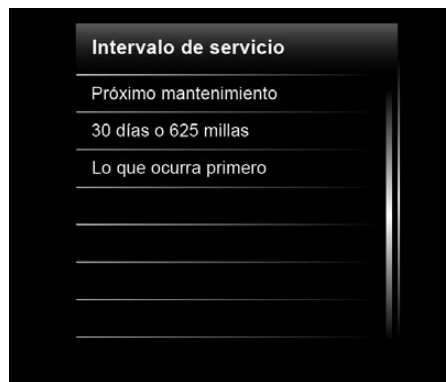 Intervalo de servicio
Próximo mantenimiento
30 días o 625 millas
Lo que ocurra primero